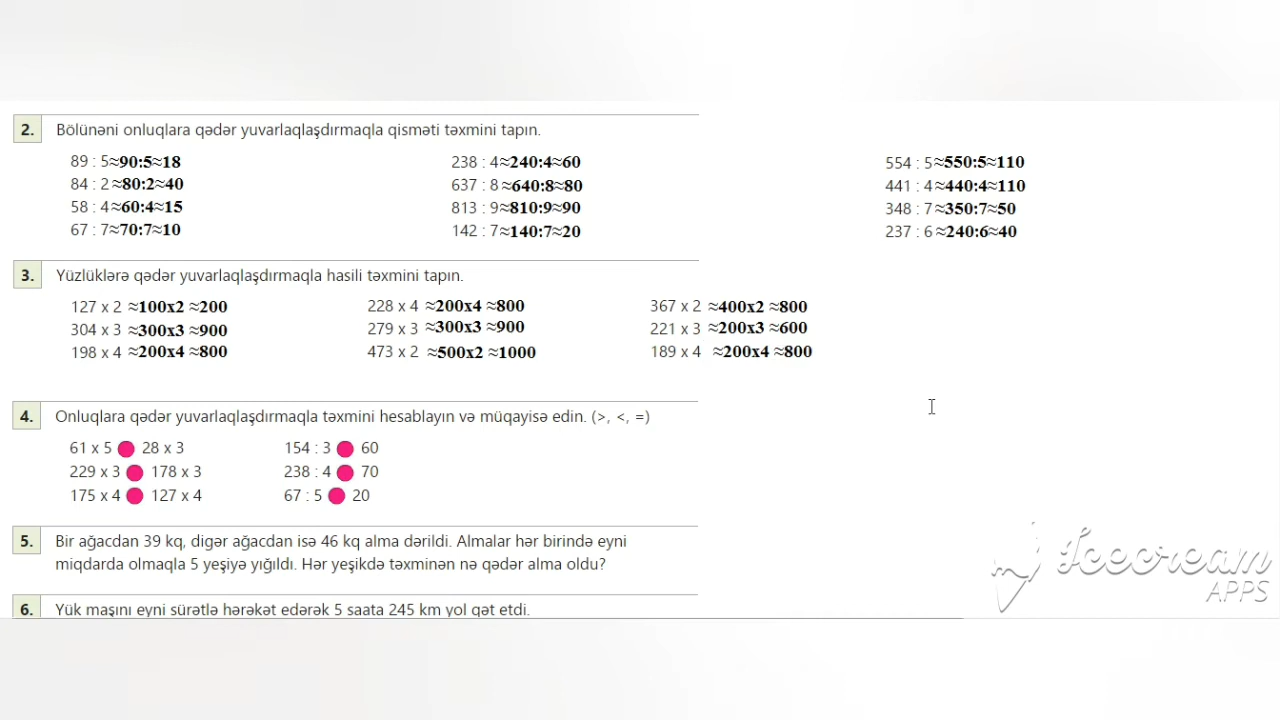 2. Bölünəni onluqlara qədər yuvarlaqlaşdırmaqla qisməti təxmini tapın.
89 : 5≈90:5≈18 238 : 4≈240:4≈60 554 : 5≈550:5≈110
84 : 2≈80:2≈40 637 : 8≈640:8≈80 441 : 4≈440:4≈110
58 : 4≈60:4≈15 813 : 9≈810:9≈90 348 : 7≈350:7≈50
67 : 7≈70:7≈10 142 : 7≈140:7≈20 237 : 6≈240:6≈40
3. Yüzlüklərə qədər yuvarlaqlaşdırmaqla hasili təxmini tapın.
127 x 2 ≈100x2 ≈200 228 x 4 ≈200x4 ≈800 367 x 2 ≈400x2 ≈800
304 x 3 ≈300x3 ≈900 279 x 3 ≈300x3 ≈900 221 x 3 ≈200x3 ≈600
198 x 4 ≈200x4 ≈800 473 x 2 ≈500x2 ≈1000 189 x 4 ≈200x4 ≈800
4. Onluqlara qədər yuvarlaqlaşdırmaqla təxmini hesablayın və müqayisə edin. (>, <, =)
61 x 5 28 x 3 154 : 3 60
229 x 3 178 x 3 238 : 4 70
175 x 4 127 x 4 67 : 5 20
5. Bir ağacdan 39 kq, digər ağacdan isə 46 kq alma dərildi. Almalar hər birində eyni
miqdarda olmaqla 5 yeşiyə yığıldı. Hər yeşikdə təxminən nə qədər alma oldu?
6. Yük maşını eyni sürətlə hərəkət edərək 5 saata 245 km yol qət etdi.
Icecream
APPS